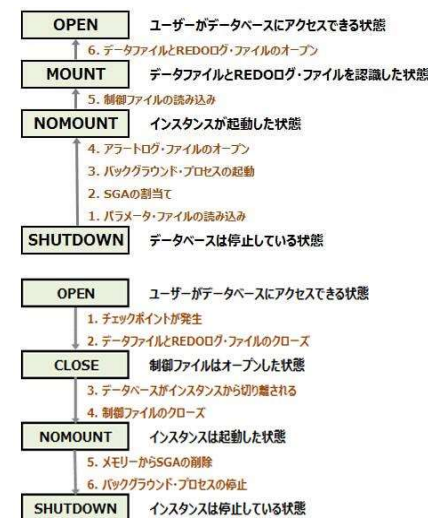 OPEN ユーザーがデータベースにアクセスできる状態
6. データファイルとREDOログ・ファイルのオープン
MOUNT データファイルとREDOログ・ファイルを認識した状態
5. 制御ファイルの読み込み
NOMOUNT インスタンスが起動した状態
4. アラートログ・ファイルのオープン
3. バックグラウンド・プロセスの起動
2. SGAの割当て
1. パラメータ・ファイルの読み込み
SHUTDOWN データベースは停止している状態
OPEN ユーザーがデータベースにアクセスできる状態
1. チェックポイントが発生
2. データファイルとREDOログ・ファイルのクローズ
CLOSE 制御ファイルはオープンした状態
3. データベースがインスタンスから切り離される
4. 制御ファイルのクローズ
NOMOUNT インスタンスは起動した状態
5. メモリーからSGAの削除
6. バックグラウンド・プロセスの停止
SHUTDOWN インスタンスは停止している状態